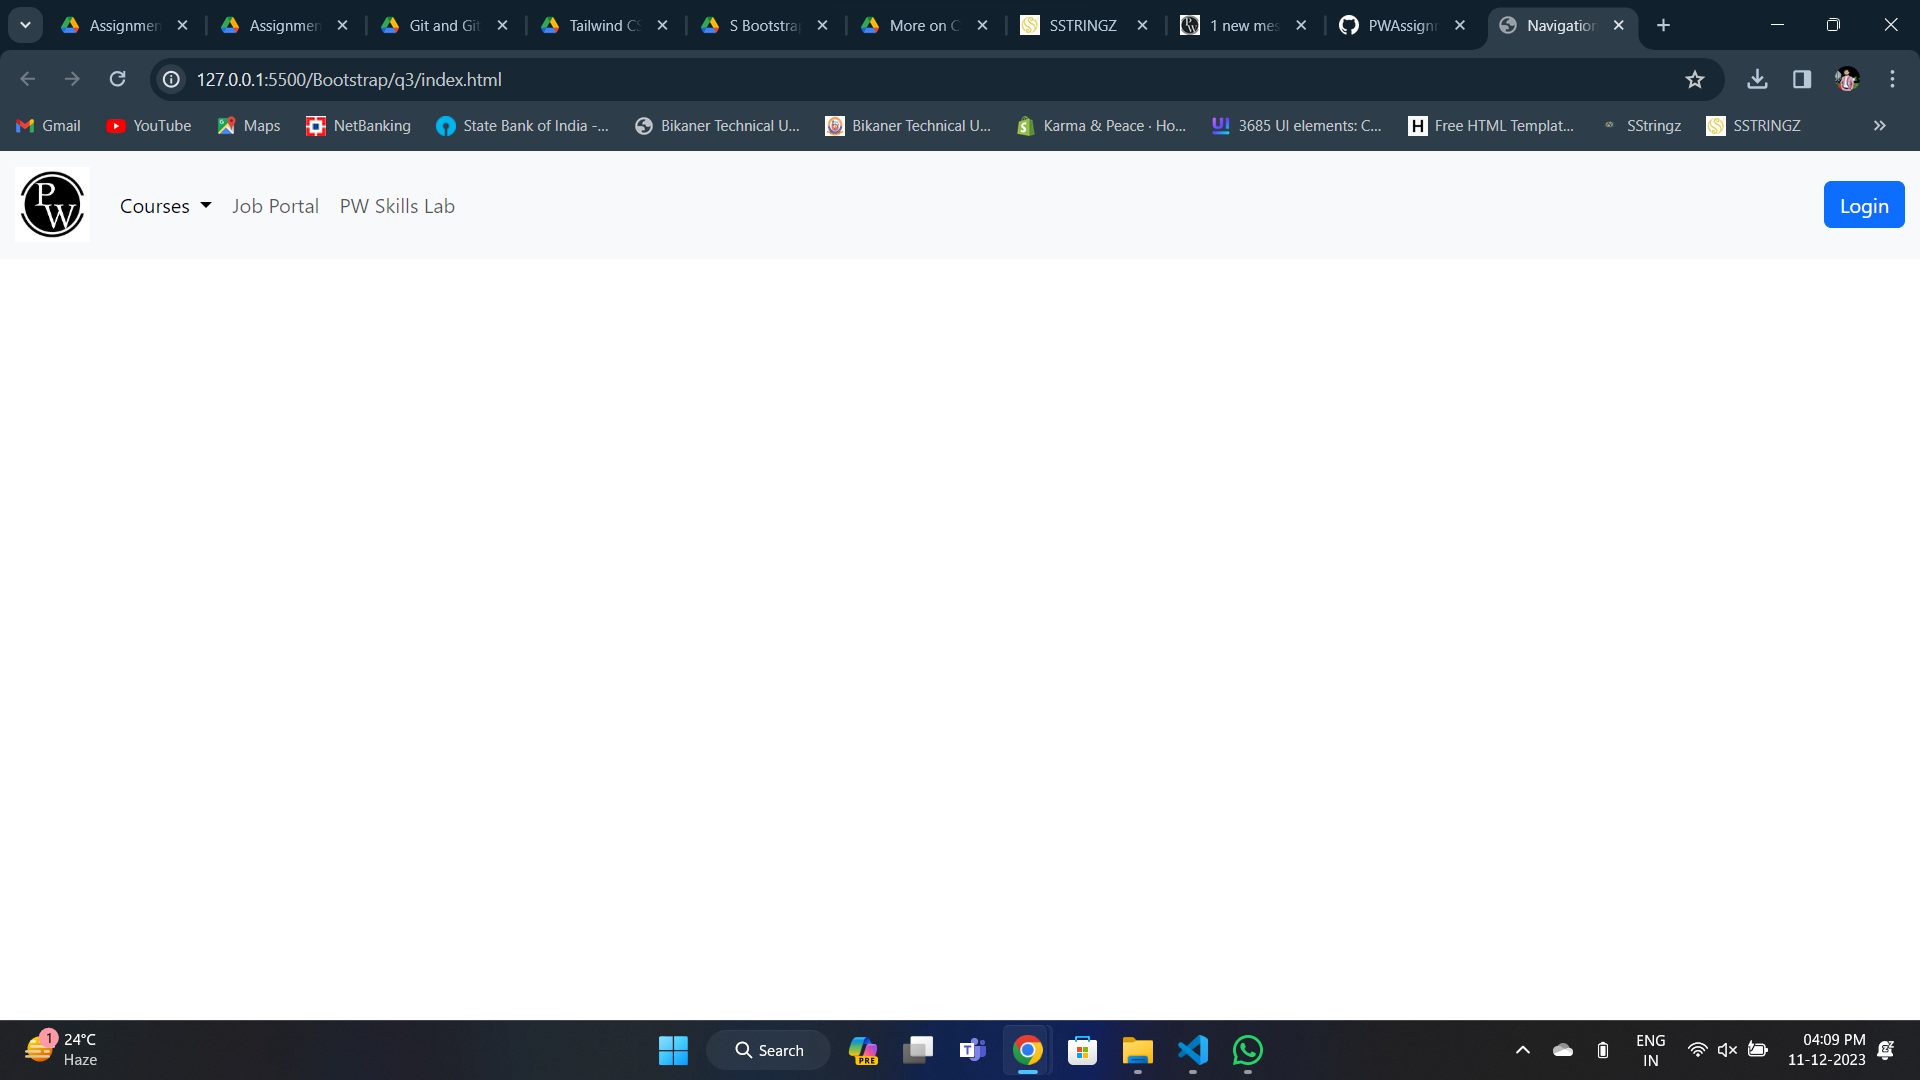 Assignmen
Assignmen
Git and Git
Tailwind CS
S Bootstrap
More on C
SSTRINGZ
1 new mes
PWAssignm
Navigation
127.0.0.1:5500/Bootstrap/q3/index.html
Gmail
YouTube
Maps
NetBanking
State Bank of India -...
Bikaner Technical U...
Bikaner Technical U...
Karma & Peace · Ho...
3685 UI elements: C...
H
Free HTML Templat...
SStringz
SSTRINGZ
PW
Courses
Job Portal
PW Skills Lab
Login
1
24°C
Haze
Search
PRE
ENG
IN
04:09 PM
11-12-2023